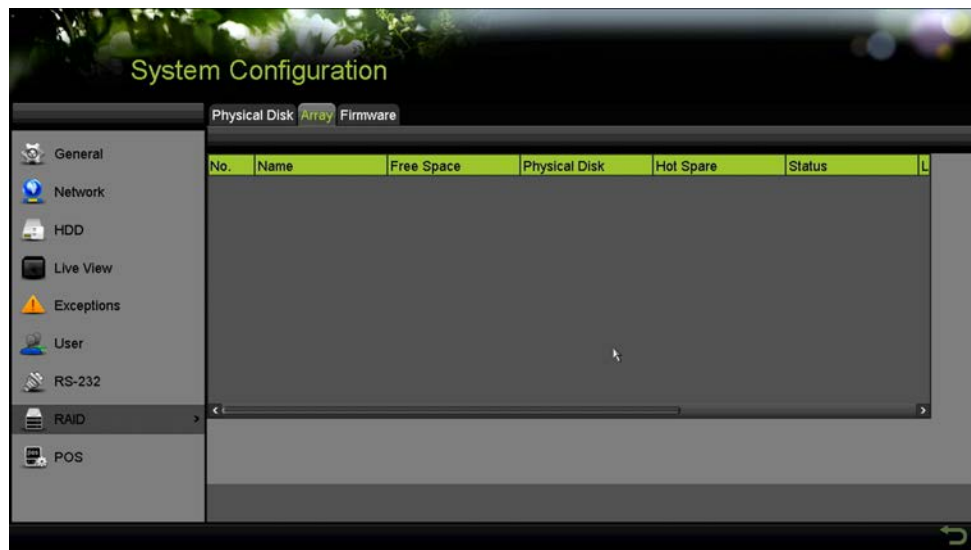 System Configuration
Physical Disk Array Firmware
No. Name Free Space Physical Disk Hot Spare Status L
General
Network
HDD
Live View
Exceptions
User
RS-232
RAID >
POS